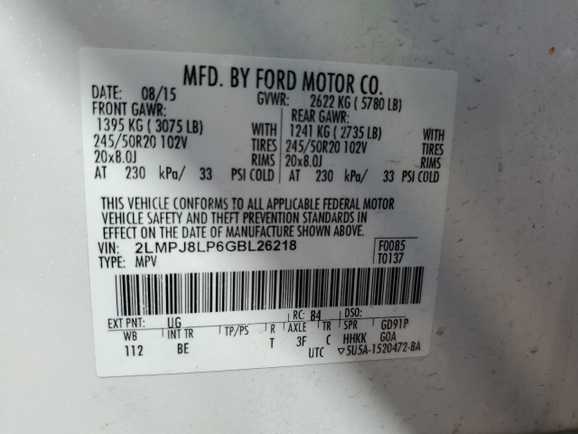 MFD. BY FORD MOTOR CO.
DATE: 08/15 GVWR: 2622 KG ( 5780 LB)
FRONT GAWR: REAR GAWR:
1395 KG ( 3075 LB) WITH 1241 KG ( 2735 LB) WITH
245/50R20 102V TIRES 245/50R20 102V TIRES
20x8.0J RIMS 20x8.0J RIMS
AT 230 kPa/ 33 PSI COLD AT 230 kPa/ 33 PSI COLD
THIS VEHICLE CONFORMS TO ALL APPLICABLE FEDERAL MOTOR
VEHICLE SAFETY AND THEFT PREVENTION STANDARDS IN
EFFECT ON THE DATE OF MANUFACTURE SHOWN ABOVE.
VIN: 2LMPJ8LP6GBL26218 F0085
TYPE: MPV T0137
EXT PNT: UG RC: 84 DSO:
WB INT TR TP/PS R AXLE TR SPR GD91P
112 BE T 3F C HHKK G0A
UTC ▽5U5A-1520472-BA